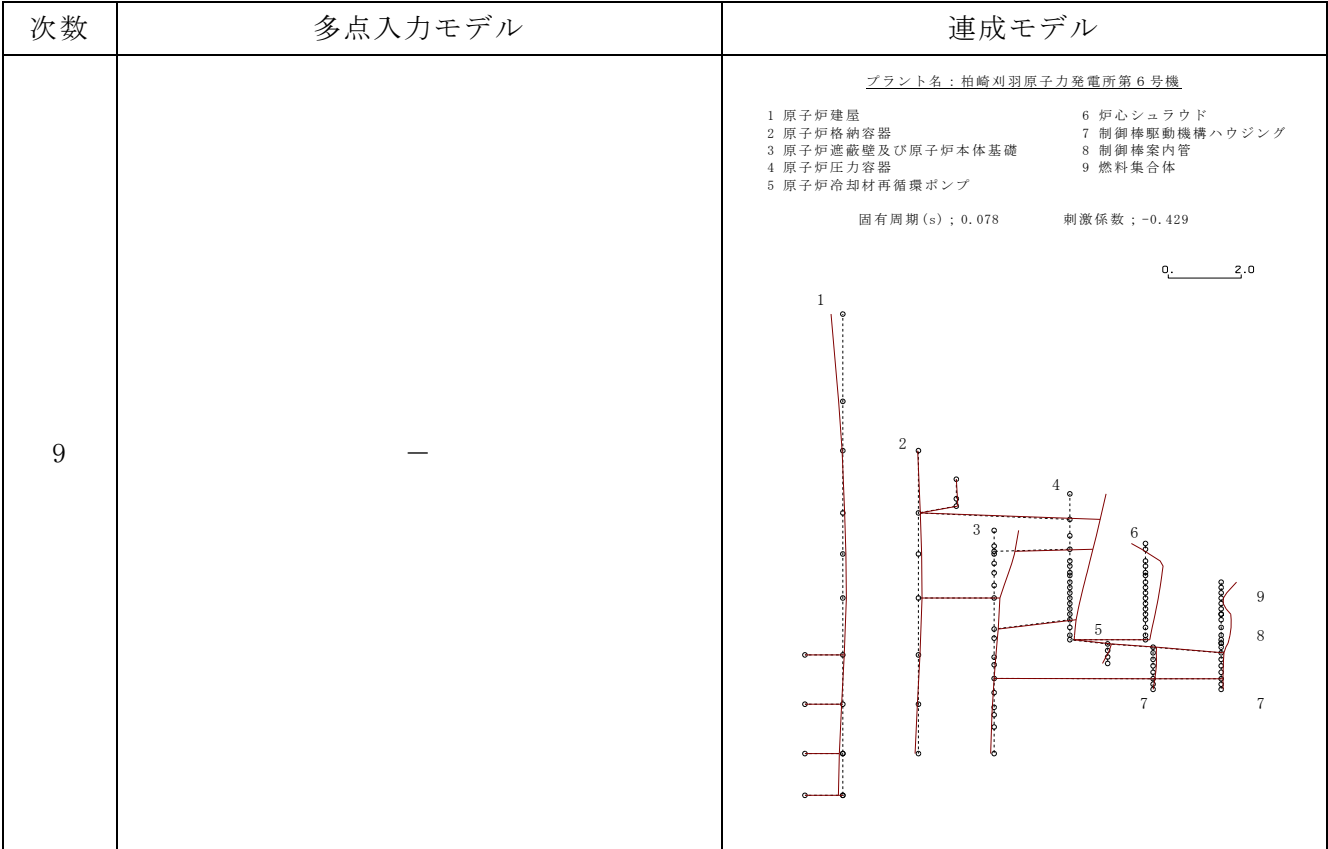 次数 多点入力モデル 連成モデル
プラント名：柏崎刈羽原子力発電所第６号機
1 原子炉建屋
2 原子炉格納容器
3 原子炉遮蔽壁及び原子炉本体基礎
4 原子炉圧力容器
5 原子炉冷却材再循環ポンプ
6 炉心シュラウド
7 制御棒駆動機構ハウジング
8 制御棒案内管
9 燃料集合体
固有周期(s)；0.078 刺激係数；-0.429
0. 2.0
1
2
4
3
6
9
5
8
7 7
9 －